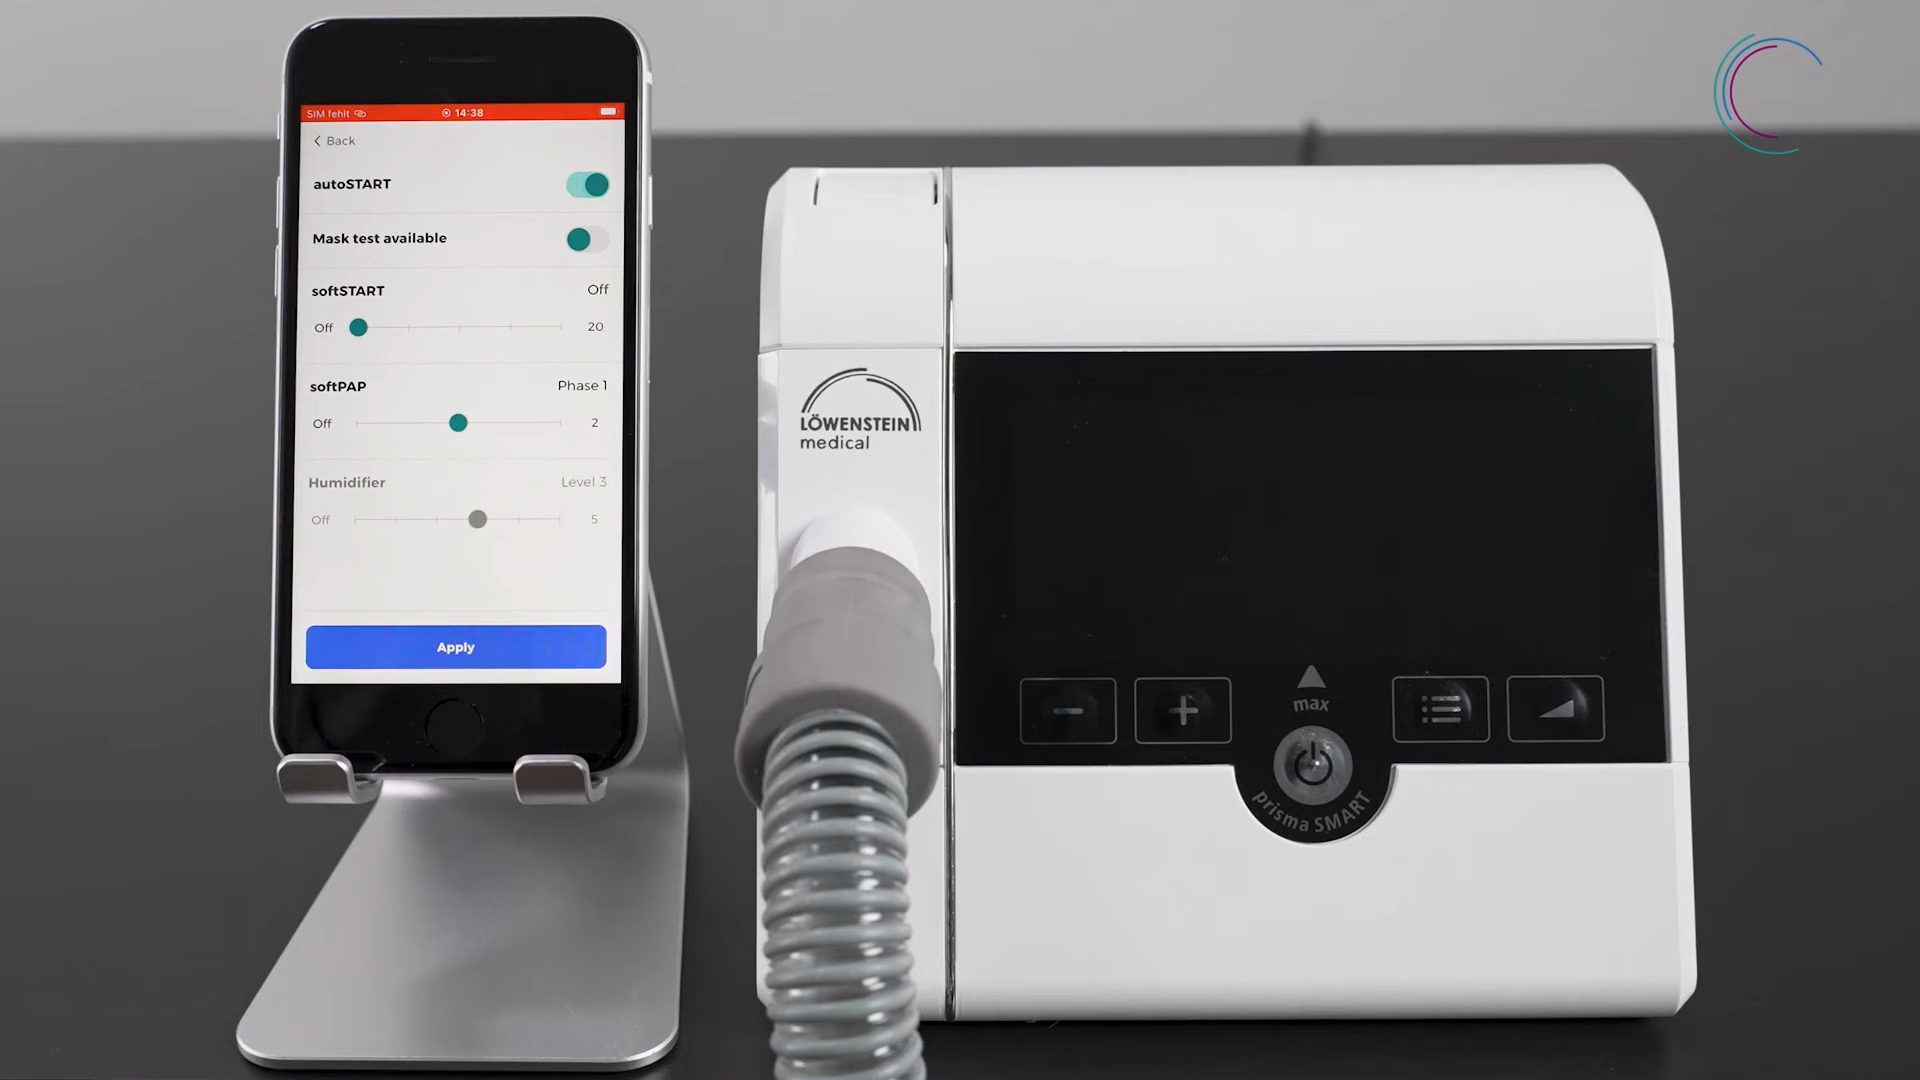 SIM fehlt 14:38
Back
autoSTART
Mask test available
softSTART Off
Off 20
softPAP Phase 1
Off 2
Humidifier Level 3
Off 5
Apply
LÖWENSTEIN
medical
max
prisma SMART